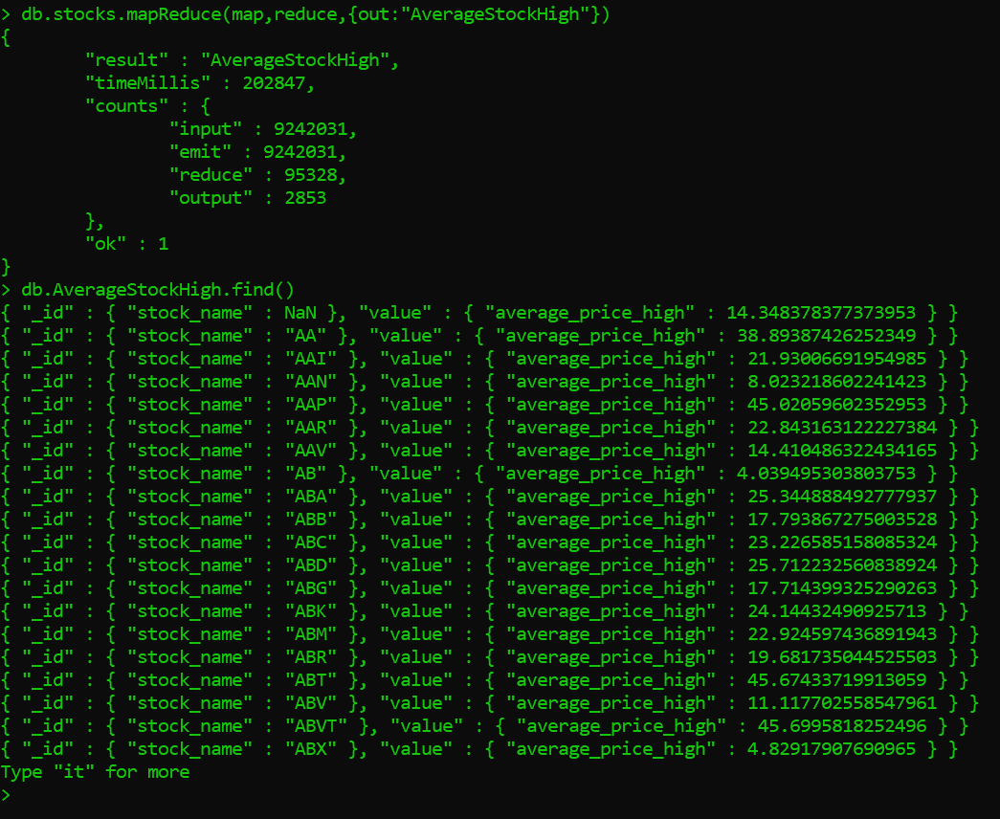 > db.stocks.mapReduce(map,reduce,{out:"AverageStockHigh"})
{
        "result" : "AverageStockHigh",
        "timeMillis" : 202847,
        "counts" : {
                "input" : 9242031,
                "emit" : 9242031,
                "reduce" : 95328,
                "output" : 2853
        },
        "ok" : 1
}
> db.AverageStockHigh.find()
{ "_id" : { "stock_name" : NaN }, "value" : { "average_price_high" : 14.348378377373953 } }
{ "_id" : { "stock_name" : "AA" }, "value" : { "average_price_high" : 38.89387426252349 } }
{ "_id" : { "stock_name" : "AAI" }, "value" : { "average_price_high" : 21.93006691954985 } }
{ "_id" : { "stock_name" : "AAN" }, "value" : { "average_price_high" : 8.023218602241423 } }
{ "_id" : { "stock_name" : "AAP" }, "value" : { "average_price_high" : 45.02059602352953 } }
{ "_id" : { "stock_name" : "AAR" }, "value" : { "average_price_high" : 22.843163122227384 } }
{ "_id" : { "stock_name" : "AAV" }, "value" : { "average_price_high" : 14.410486322434165 } }
{ "_id" : { "stock_name" : "AB" }, "value" : { "average_price_high" : 4.039495303803753 } }
{ "_id" : { "stock_name" : "ABA" }, "value" : { "average_price_high" : 25.344888492777937 } }
{ "_id" : { "stock_name" : "ABB" }, "value" : { "average_price_high" : 17.793867275003528 } }
{ "_id" : { "stock_name" : "ABC" }, "value" : { "average_price_high" : 23.226585158085324 } }
{ "_id" : { "stock_name" : "ABD" }, "value" : { "average_price_high" : 25.712232560838924 } }
{ "_id" : { "stock_name" : "ABG" }, "value" : { "average_price_high" : 17.714399325290263 } }
{ "_id" : { "stock_name" : "ABK" }, "value" : { "average_price_high" : 24.14432490925713 } }
{ "_id" : { "stock_name" : "ABM" }, "value" : { "average_price_high" : 22.924597436891943 } }
{ "_id" : { "stock_name" : "ABR" }, "value" : { "average_price_high" : 19.681735044525503 } }
{ "_id" : { "stock_name" : "ABT" }, "value" : { "average_price_high" : 45.67433719913059 } }
{ "_id" : { "stock_name" : "ABV" }, "value" : { "average_price_high" : 11.117702558547961 } }
{ "_id" : { "stock_name" : "ABVT" }, "value" : { "average_price_high" : 45.6995818252496 } }
{ "_id" : { "stock_name" : "ABX" }, "value" : { "average_price_high" : 4.82917907690965 } }
Type "it" for more
>